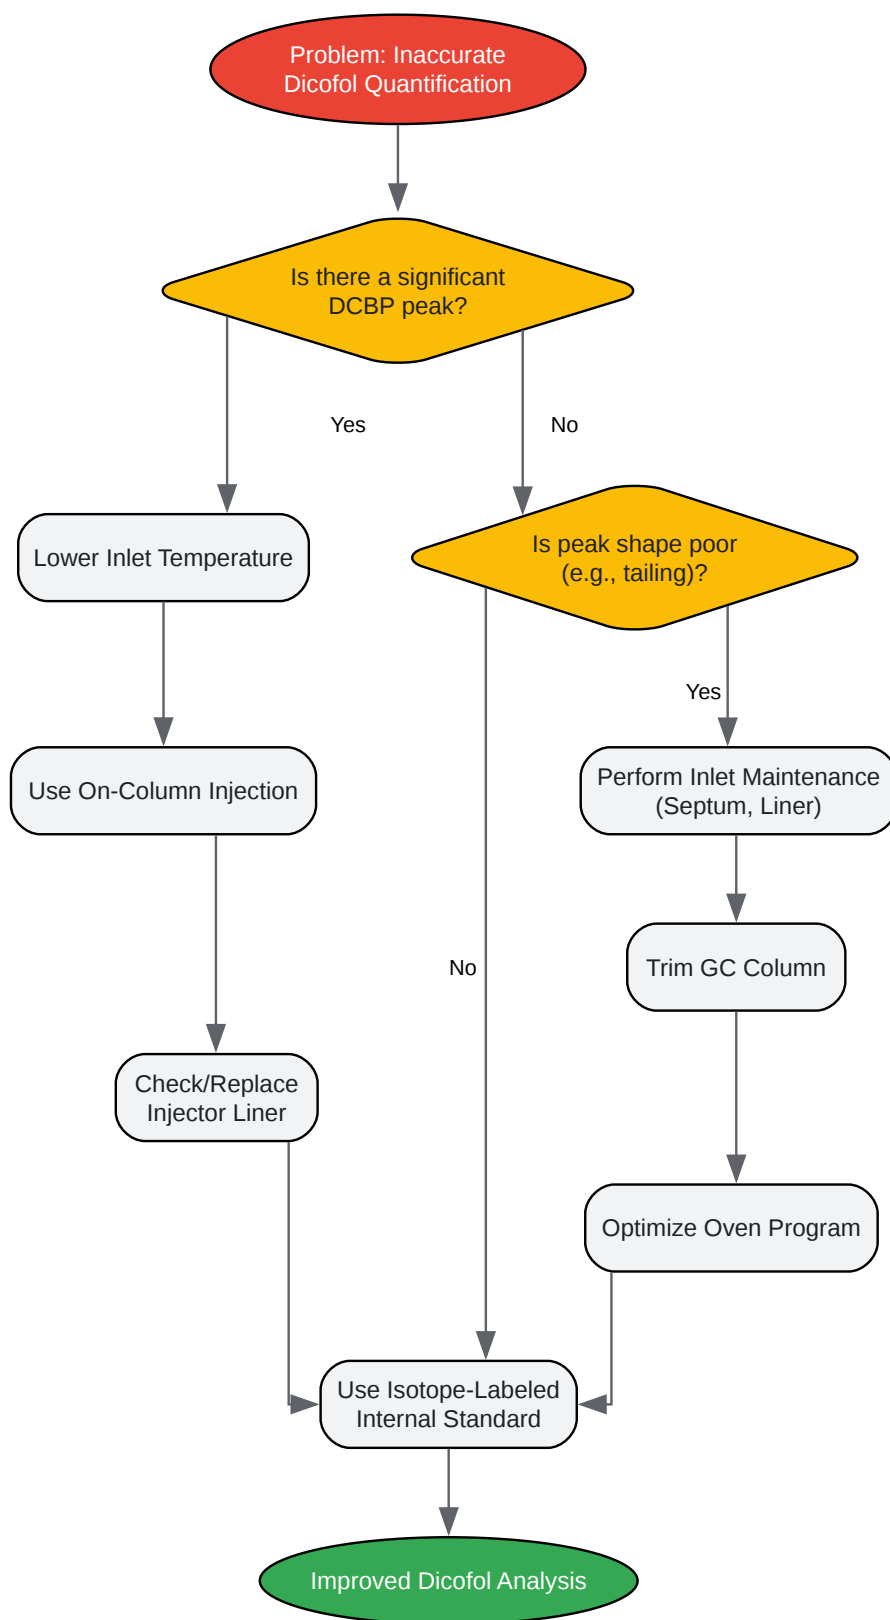 Problem: Inaccurate
Dicofol Quantification
Is there a significant
DCBP peak?
Yes
No
Lower Inlet Temperature
Is peak shape poor
(e.g., tailing)?
Yes
Use On-Column Injection
Perform Inlet Maintenance
(Septum, Liner)
No
Trim GC Column
Check/Replace
Injector Liner
Optimize Oven Program
Use Isotope-Labeled
Internal Standard
Improved Dicofol Analysis